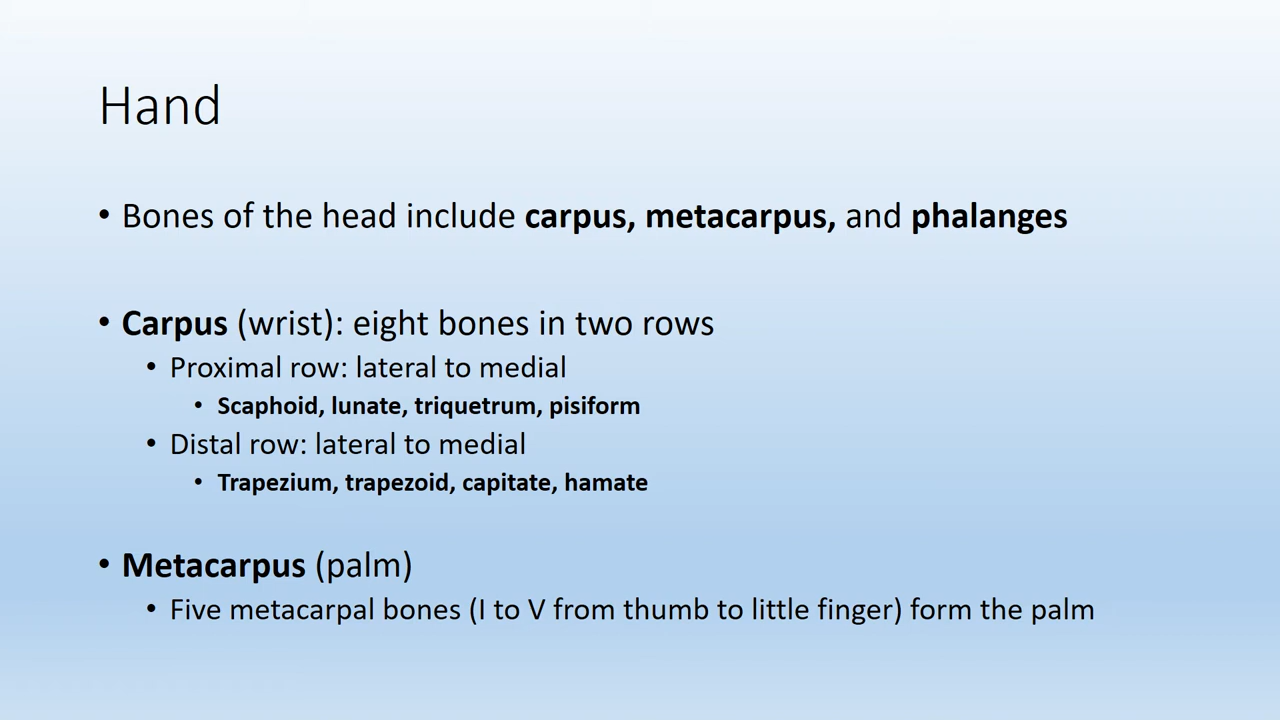 Hand
• Bones of the head include carpus, metacarpus, and phalanges
• Carpus (wrist): eight bones in two rows
• Proximal row: lateral to medial
• Scaphoid, lunate, triquetrum, pisiform
• Distal row: lateral to medial
• Trapezium, trapezoid, capitate, hamate
• Metacarpus (palm)
• Five metacarpal bones (I to V from thumb to little finger) form the palm